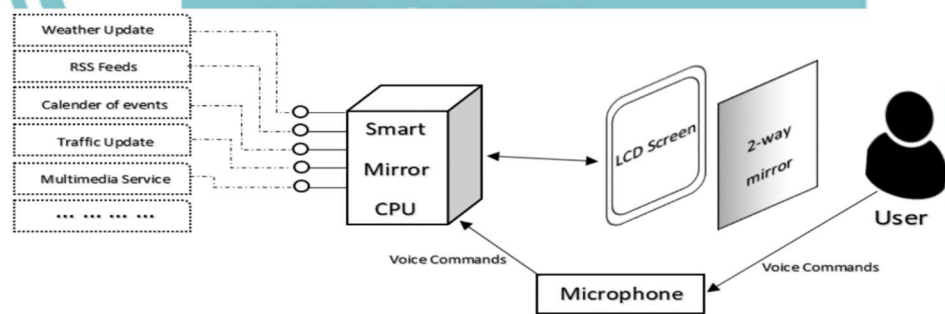 Weather Update
RSS Feeds
Calender of events
Traffic Update
Multimedia Service
... ... ... ...
Smart
Mirror
CPU
LCD Screen
2-way
mirror
User
Voice Commands
Voice Commands
Microphone